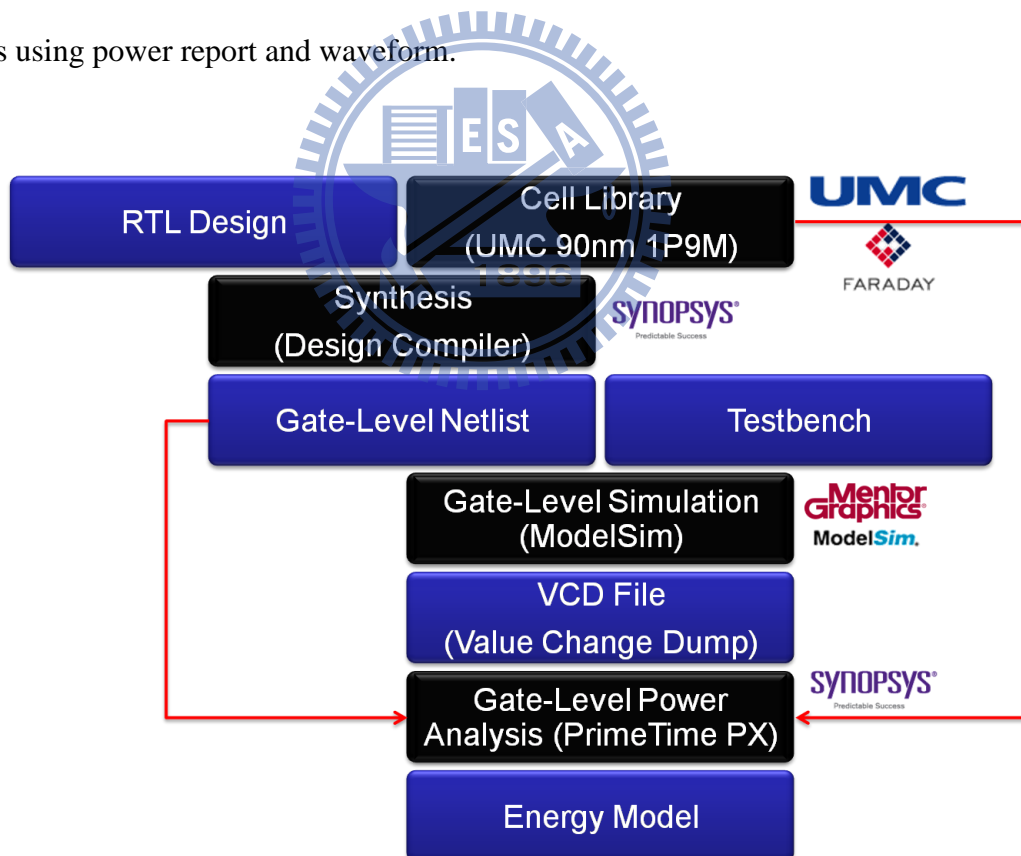 s using power report and waveform.
ES A
RTL Design
Cell Library
(UMC 90nm 1P9M)
UMC
FARADAY
1896
Synthesis
(Design Compiler)
SYNOPSYS®
Predictable Success
Gate-Level Netlist
Testbench
Gate-Level Simulation
(ModelSim)
Mentor
Graphics®
ModelSim.
VCD File
(Value Change Dump)
Gate-Level Power
Analysis (PrimeTime PX)
SYNOPSYS®
Predictable Success
Energy Model